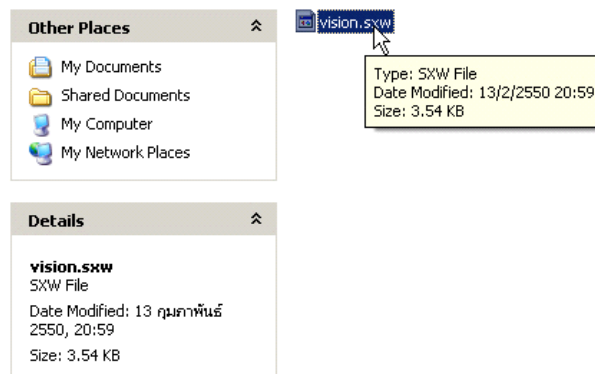 Other Places
My Documents
Shared Documents
My Computer
My Network Places
Details
vision.sxw
SXW File
Date Modified: 13 กุมภาพันธ์
2550, 20:59
Size: 3.54 KB
vision.sxw
Type: SXW File
Date Modified: 13/2/2550 20:59
Size: 3.54 KB